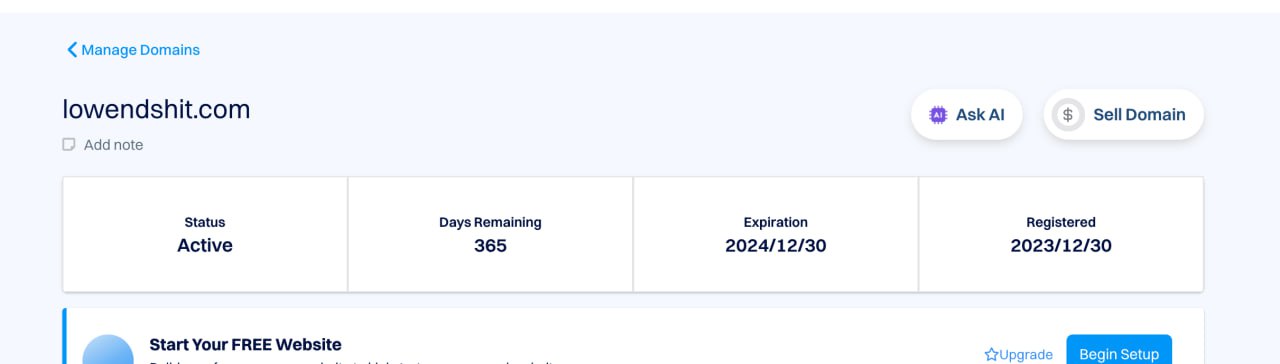 Manage Domains
lowendshit.com
Add note
AI Ask AI
$ Sell Domain
Status
Active
Days Remaining
365
Expiration
2024/12/30
Registered
2023/12/30
Start Your FREE Website
Upgrade
Begin Setup